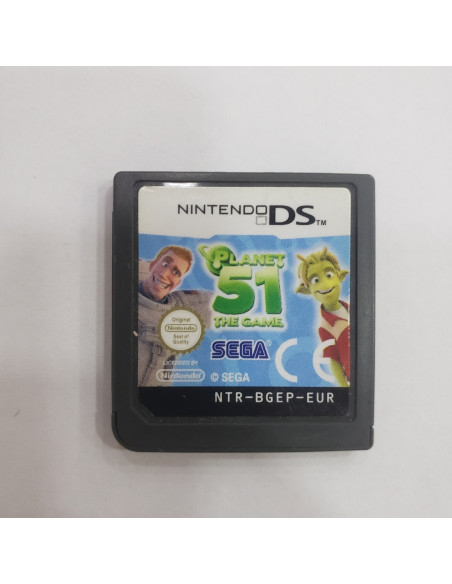 NINTENDO DS™
PLANET
51
THE GAME
Original
Nintendo
Seal of
Quality
SEGA CE
LICENSED BY
Nintendo
© SEGA
NTR-BGEP-EUR